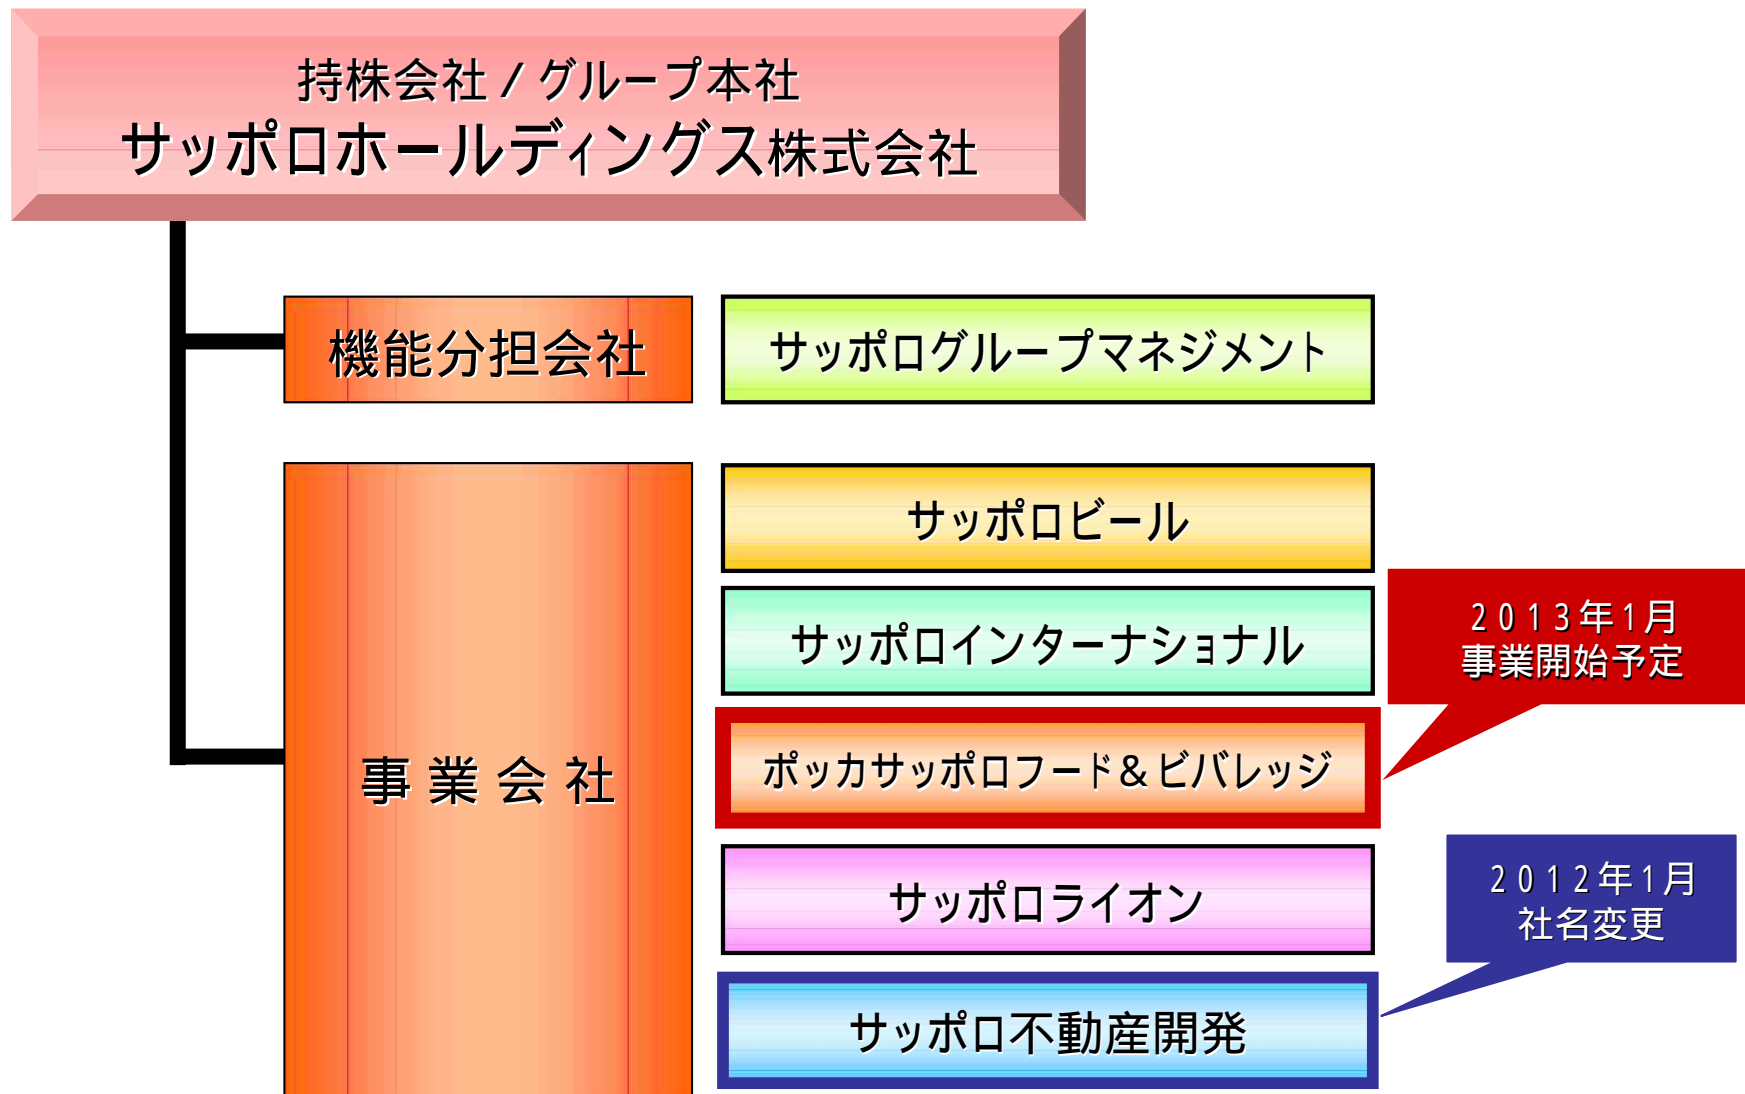 持株会社/グループ本社
サッポロホールディングス株式会社
機能分担会社
サッポログループマネジメント
事業会社
サッポロビール
サッポロインターナショナル
2013年1月
事業開始予定
ポッカサッポロフード&ビバレッジ
サッポロライオン
2012年1月
社名変更
サッポロ不動産開発